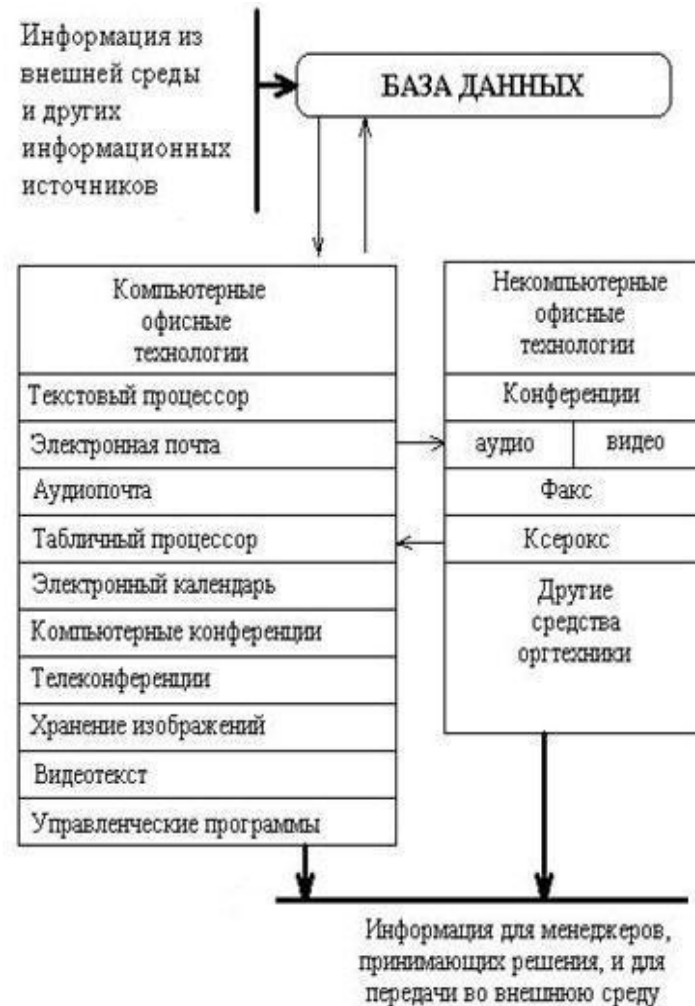 Информация из
внешней среды
и других
информационных
источников
БАЗА ДАННЫХ
Компьютерные
офисные
технологии
Текстовый процессор
Электронная почта
Аудиопочта
Табличный процессор
Электронный календарь
Компьютерные конференции
Телеконференции
Хранение изображений
Видеотекст
Управленческие программы
Некомпьютерные
офисные
технологии
Конференции
аудио видео
Факс
Ксерокс
Другие
средства
оргтехники
Информация для менеджеров,
принимающих решения, и для
передачи во внешнюю среду